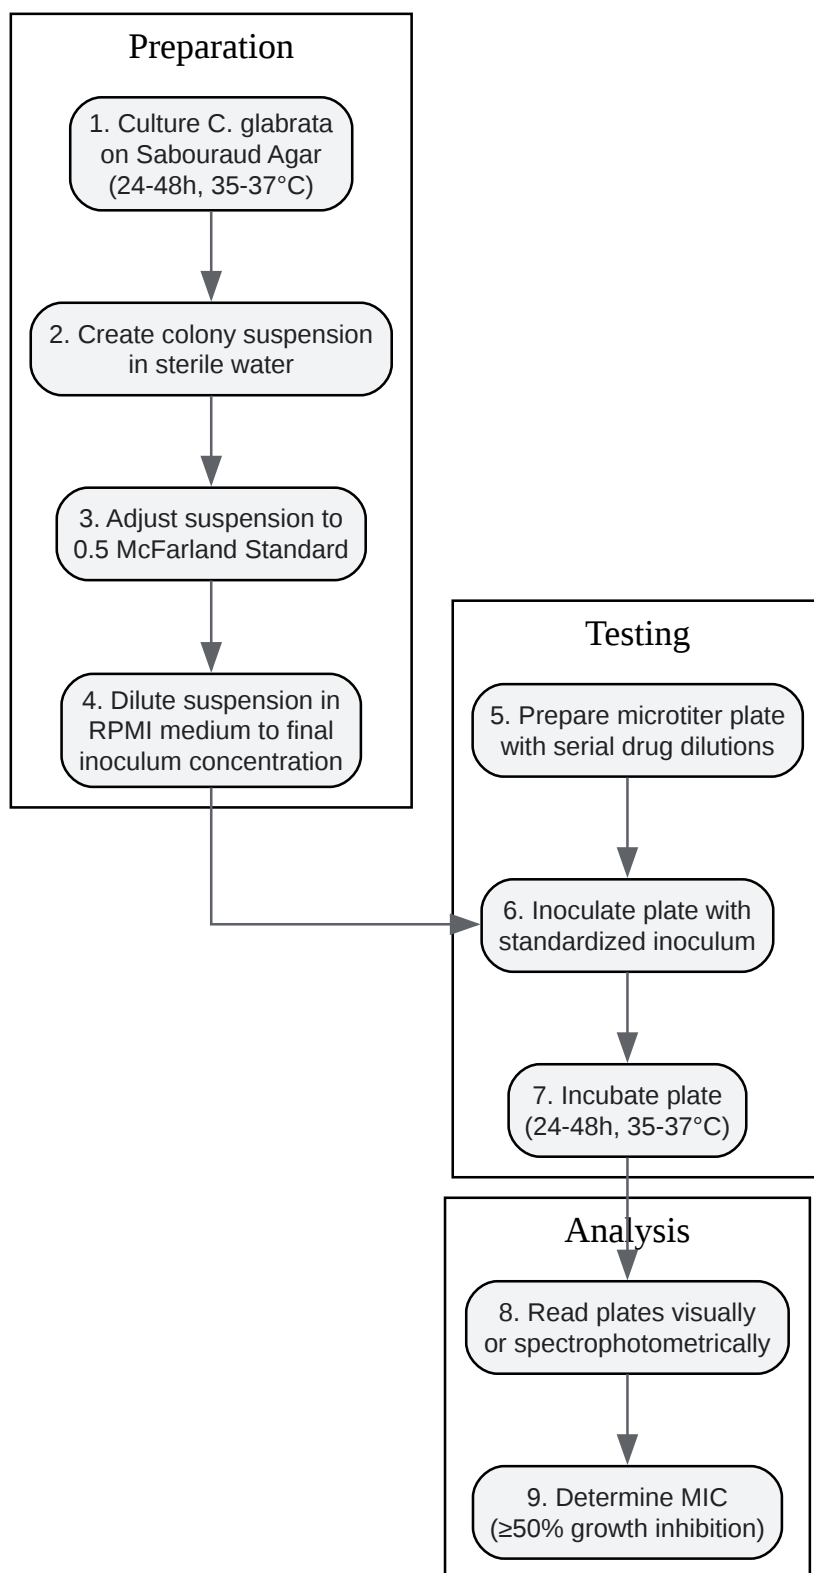 Preparation
1. Culture C. glabrata
on Sabouraud Agar
(24-48h, 35-37°C)
2. Create colony suspension
in sterile water
3. Adjust suspension to
0.5 McFarland Standard
4. Dilute suspension in
RPMI medium to final
inoculum concentration
Testing
5. Prepare microtiter plate
with serial drug dilutions
6. Inoculate plate with
standardized inoculum
7. Incubate plate
(24-48h, 35-37°C)
Analysis
8. Read plates visually
or spectrophotometrically
9. Determine MIC
(≥50% growth inhibition)